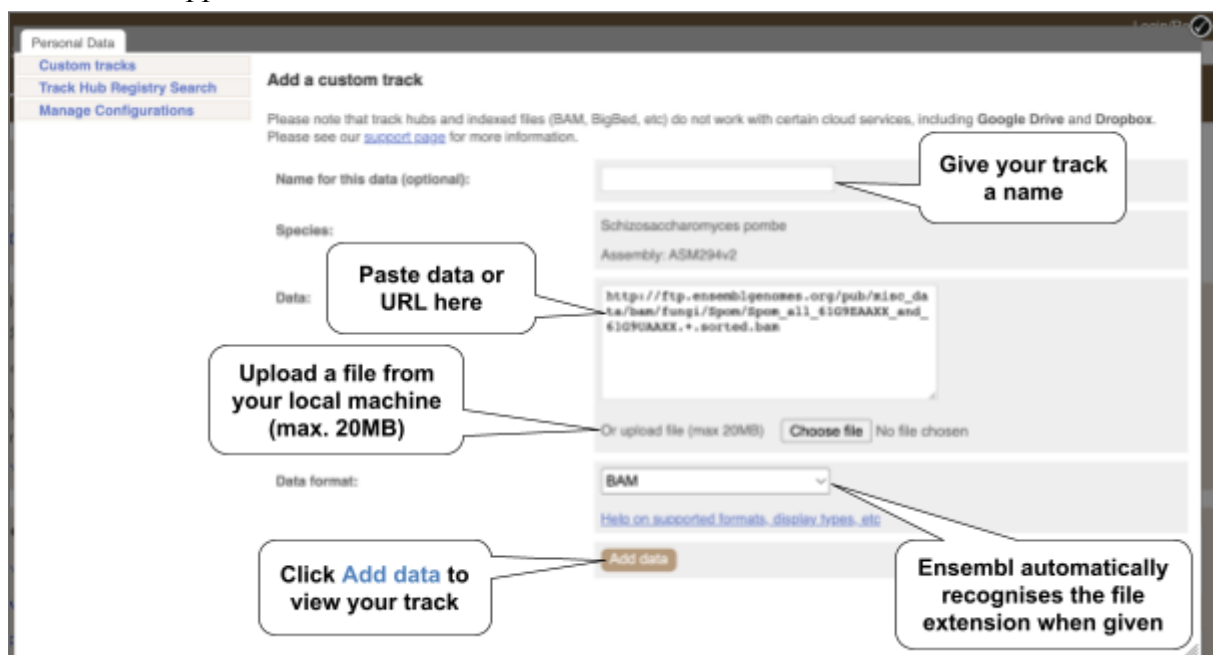 Personal Data
Custom tracks
Track Hub Registry Search
Manage Configurations
Add a custom track
Please note that track hubs and indexed files (BAM, BigBed, etc) do not work with certain cloud services, including Google Drive and Dropbox.
Please see our support page for more information.
Give your track
a name
Name for this data (optional):
Species:
Schizosaccharomyces pombe
Assembly: ASM294v2
Paste data or
URL here
Data:
http://ftp.ensemblgenomes.org/pub/misc_da
ta/bam/fungi/Spom/Spom_all_61G9EAAXX_and_
61G9UAAXX.+.sorted.bam
Upload a file from
your local machine
(max. 20MB)
Or upload file (max 20MB)
Choose file No file chosen
Data format:
BAM
Help on supported formats, display types, etc
Click Add data to
view your track
Add data
Ensembl automatically
recognises the file
extension when given